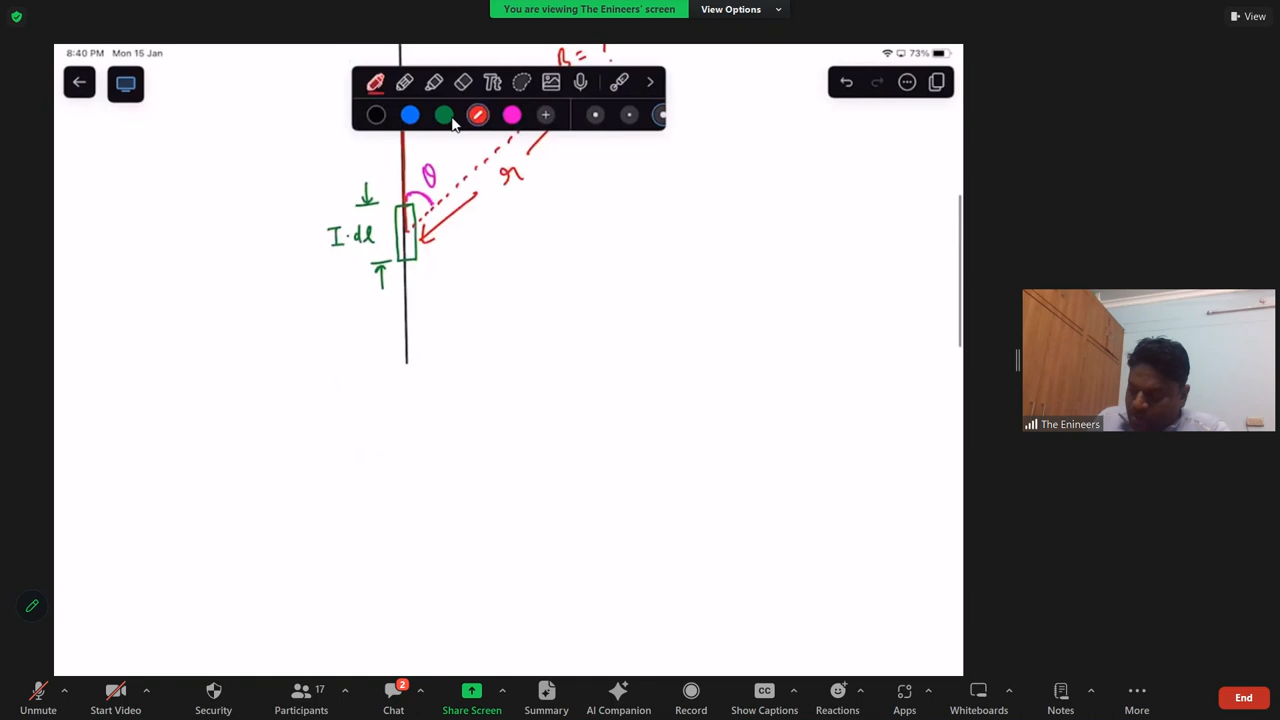 You are viewing The Enineers' screen
View Options
View
8:40 PM Mon 15 Jan
73%
B = ?
Tt
θ
r
I·dl
The Enineers
Unmute
Start Video
Security
17
Participants
2
Chat
Share Screen
Summary
AI Companion
Record
CC
Show Captions
Reactions
Apps
Whiteboards
Notes
More
End